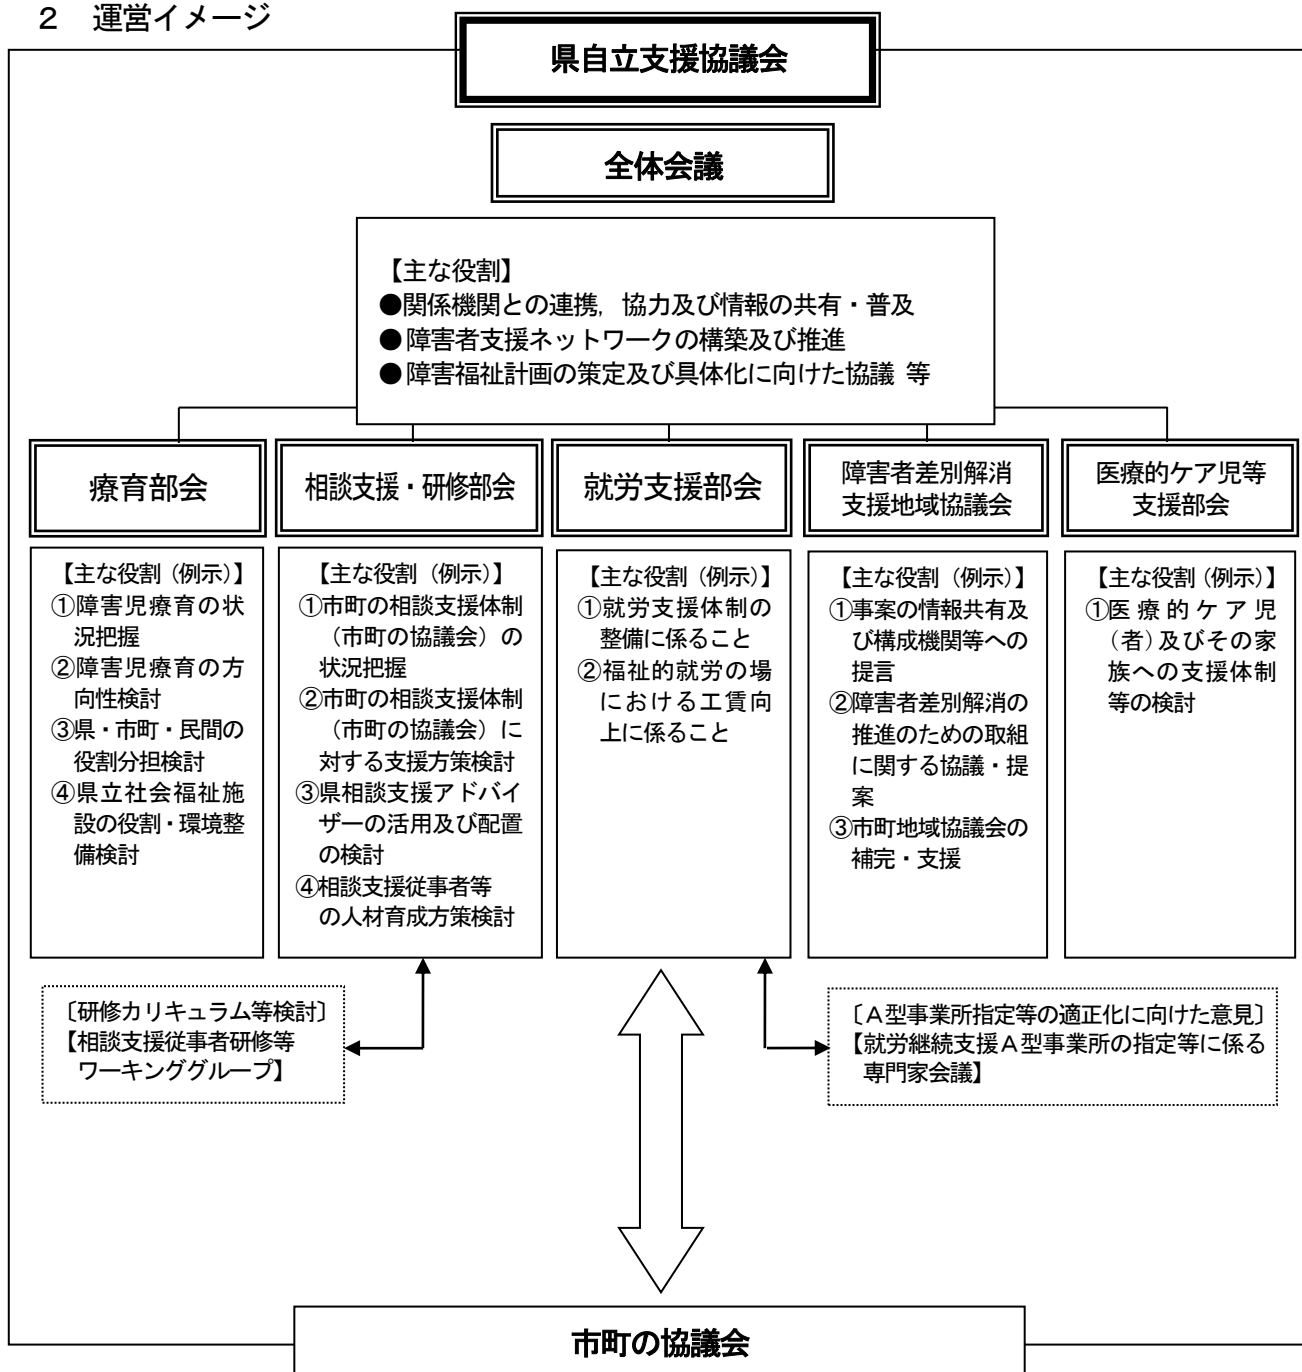 ２　運営イメージ
県自立支援協議会
全体会議
【主な役割】
●関係機関との連携，協力及び情報の共有・普及
●障害者支援ネットワークの構築及び推進
●障害福祉計画の策定及び具体化に向けた協議 等
療育部会
【主な役割（例示）】
①障害児療育の状
況把握
②障害児療育の方
向性検討
③県・市町・民間の
役割分担検討
④県立社会福祉施
設の役割・環境整
備検討
相談支援・研修部会
【主な役割（例示）】
①市町の相談支援体制
（市町の協議会）の
状況把握
②市町の相談支援体制
（市町の協議会）に
対する支援方策検討
③県相談支援アドバイ
ザーの活用及び配置
の検討
④相談支援従事者等
の人材育成方策検討
就労支援部会
【主な役割（例示）】
①就労支援体制の
整備に係ること
②福祉的就労の場
における工賃向
上に係ること
障害者差別解消
支援地域協議会
【主な役割（例示）】
①事案の情報共有及
び構成機関等への
提言
②障害者差別解消の
推進のための取組
に関する協議・提
案
③市町地域協議会の
補完・支援
医療的ケア児等
支援部会
【主な役割（例示）】
①医療的ケア児
（者）及びその家
族への支援体制
等の検討
〔研修カリキュラム等検討〕
【相談支援従事者研修等
ワーキンググループ】
〔Ａ型事業所指定等の適正化に向けた意見〕
【就労継続支援Ａ型事業所の指定等に係る
専門家会議】
市町の協議会